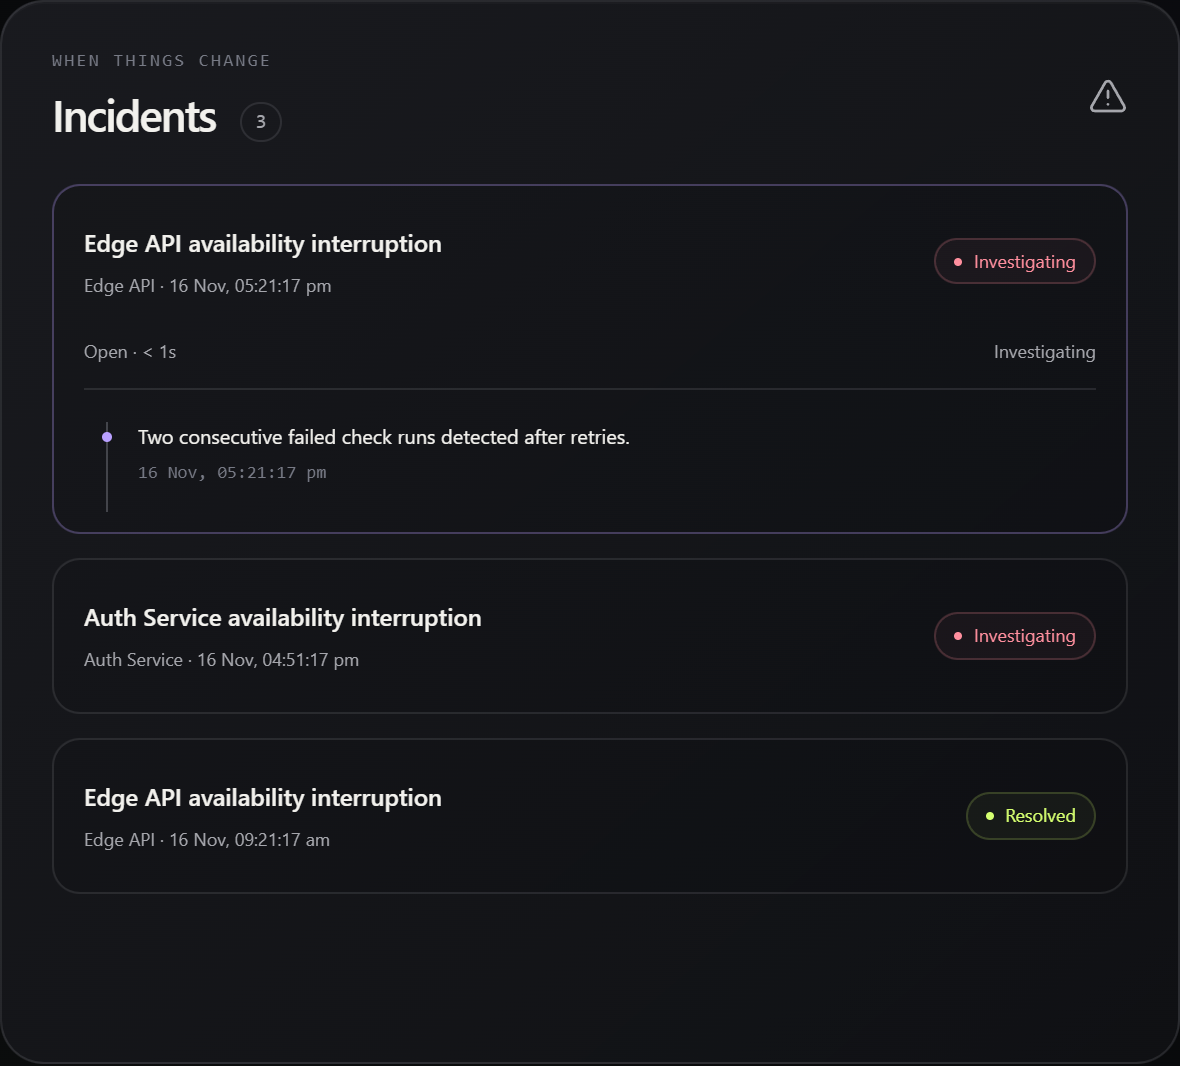 WHEN THINGS CHANGE
Incidents 3
Edge API availability interruption
Edge API · 16 Nov, 05:21:17 pm
Investigating
Open · < 1s
Investigating
Two consecutive failed check runs detected after retries.
16 Nov, 05:21:17 pm
Auth Service availability interruption
Auth Service · 16 Nov, 04:51:17 pm
Investigating
Edge API availability interruption
Edge API · 16 Nov, 09:21:17 am
Resolved